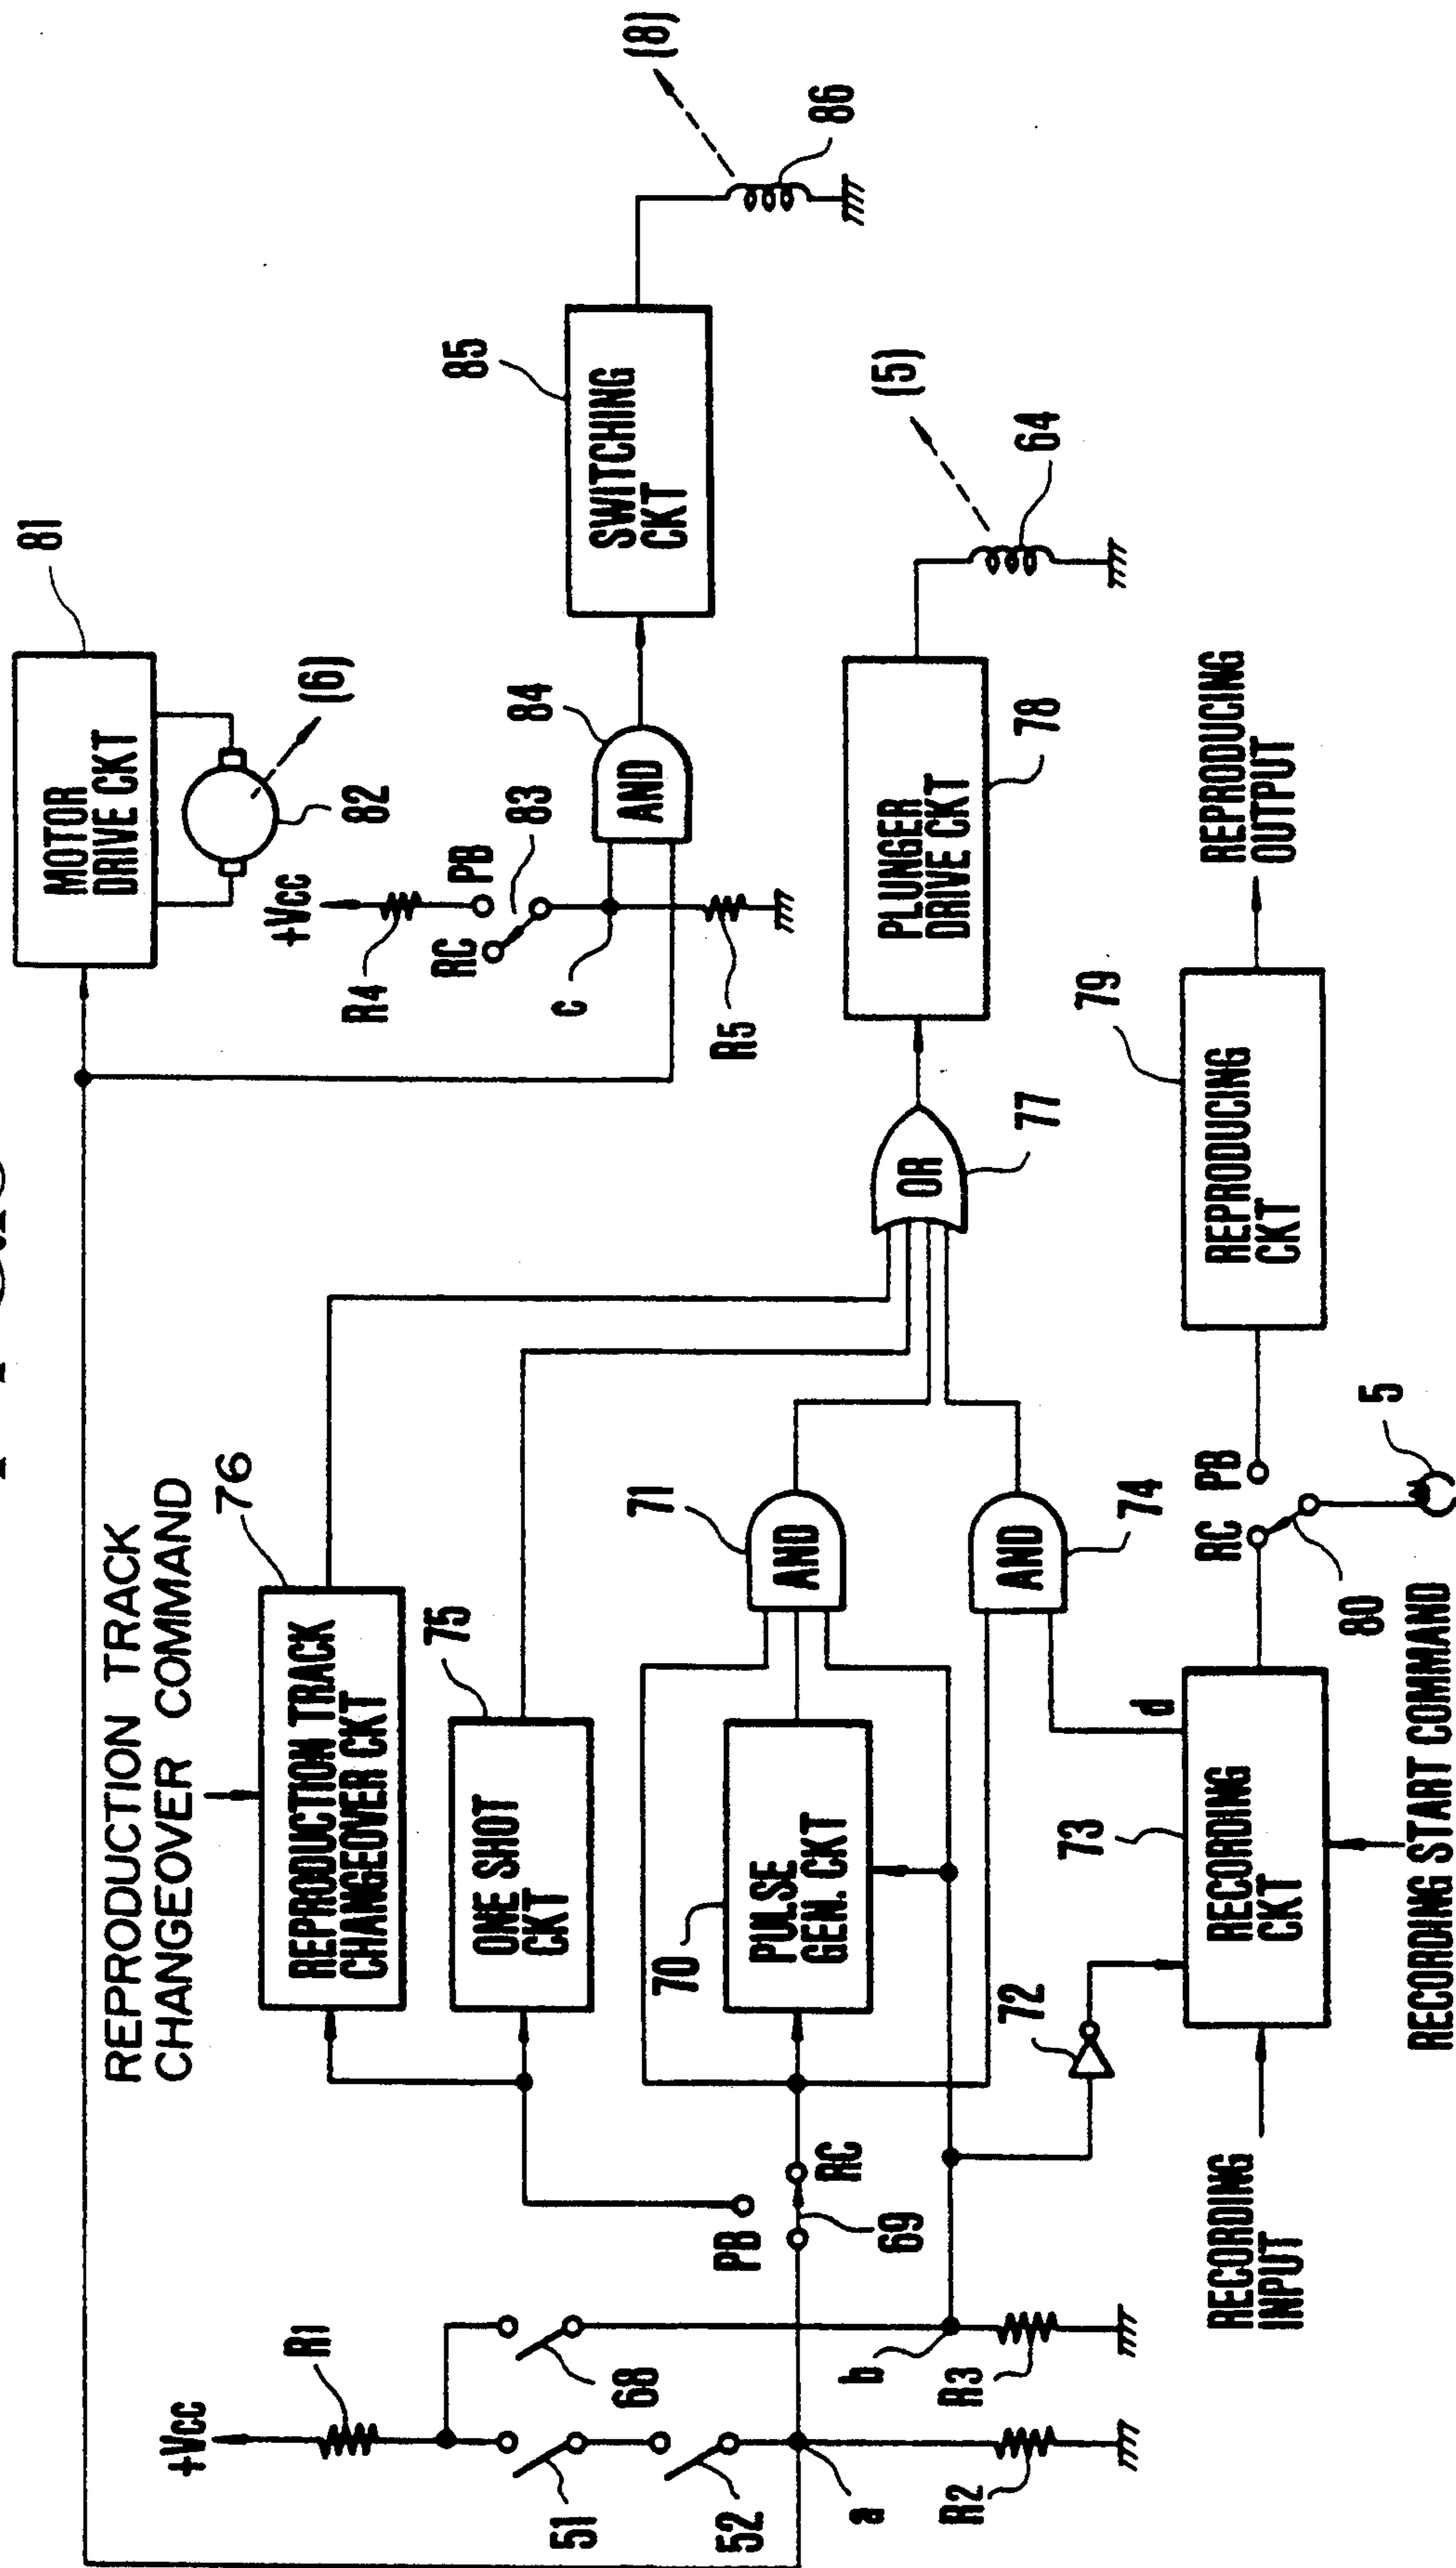 REPRODUCTION TRACK
CHANGEOVER COMMAND
76
REPRODUCTION TRACK
CHANGEOVER CKT
75
ONE SHOT
CKT
70
PULSE
GEN. CKT
71
AND
74
AND
OR
77
MOTOR
DRIVE CKT
81
82
(6)
+Vcc
R4
PB
RC
83
c
R5
84
AND
85
SWITCHING
CKT
86
(8)
PLUNGER
DRIVE CKT
78
64
(5)
+Vcc
R1
51
52
68
a
b
R2
R3
PB
RC
69
72
73
RECORDING
CKT
d
RECORDING
INPUT
RECORDING START COMMAND
RC
PB
80
5
79
REPRODUCING
CKT
REPRODUCING
OUTPUT